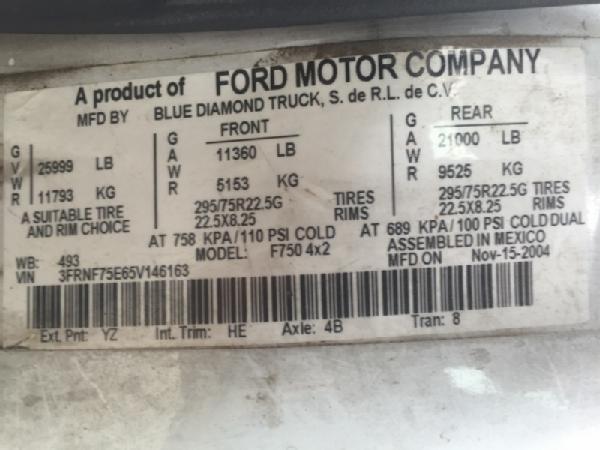 A product of FORD MOTOR COMPANY
MFD BY BLUE DIAMOND TRUCK, S. de R.L. de C.V.
GVWR 25999 LB 11793 KG
FRONT
GAWR 11360 LB 5153 KG
REAR
GAWR 21000 LB 9525 KG
A SUITABLE TIRE AND RIM CHOICE
295/75R22.5G TIRES 295/75R22.5G TIRES
22.5X8.25 RIMS 22.5X8.25 RIMS
AT 758 KPA/110 PSI COLD AT 689 KPA/100 PSI COLD DUAL
WB: 493 MODEL: F750 4x2 ASSEMBLED IN MEXICO
VIN 3FRNF75E65V146163 MFD ON Nov-15-2004
Ext. Pnt: YZ Int. Trim: HE Axle: 4B Tran: 8